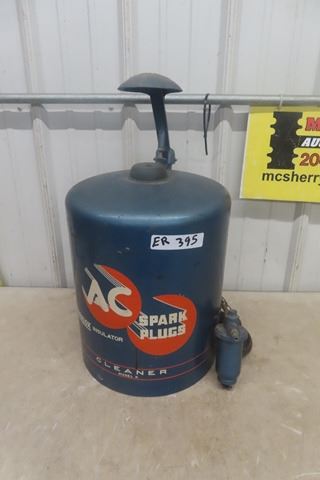 M
AU
20
mcsherry
ER 395
AC
SPARK
PLUGS
INSULATOR
CLEANER